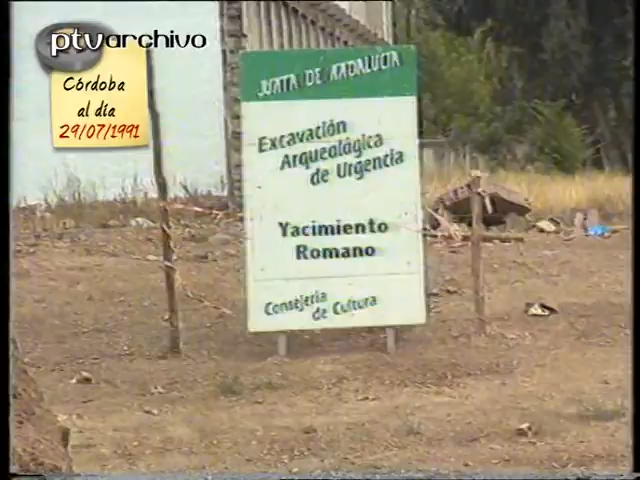 ptvarchivo
Córdoba
al día
29/07/1991
JUNTA DE ANDALUCIA
Excavación
Arqueológica
de Urgencia
Yacimiento
Romano
Consejería
de Cultura